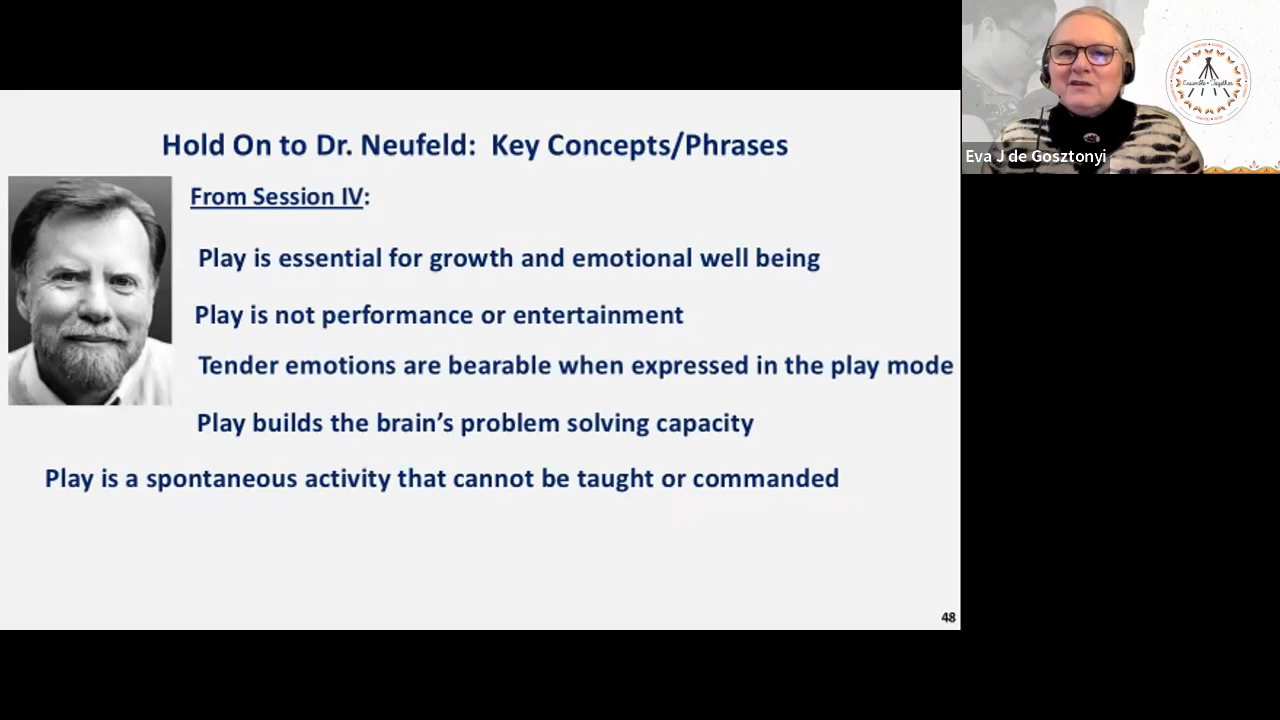 Hold On to Dr. Neufeld: Key Concepts/Phrases
From Session IV:
Play is essential for growth and emotional well being
Play is not performance or entertainment
Tender emotions are bearable when expressed in the play mode
Play builds the brain’s problem solving capacity
Play is a spontaneous activity that cannot be taught or commanded
48
Eva J de Gosztonyi
Ensemble • Together